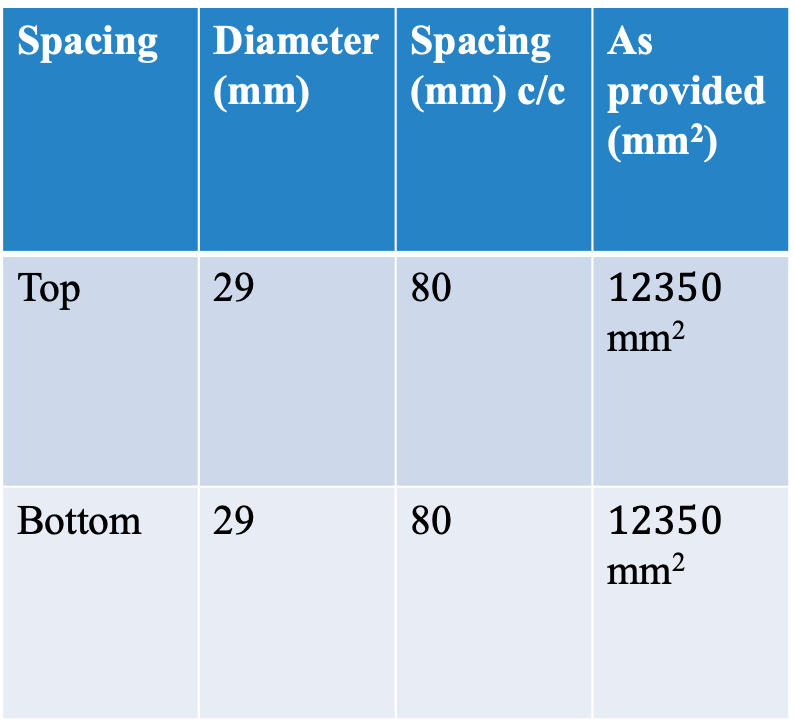 Spacing
Diameter
(mm)
Spacing
(mm) c/c
As
provided
(mm²)
Top
29
80
12350
mm²
Bottom
29
80
12350
mm²